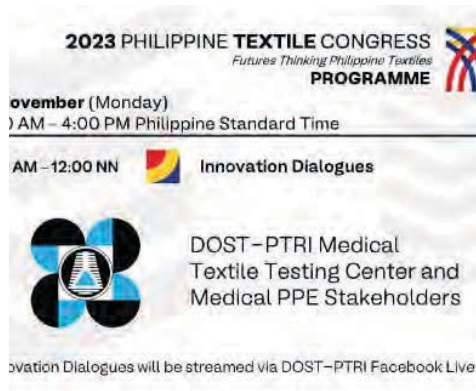 2023 PHILIPPINE TEXTILE CONGRESS
Futures Thinking Philippine Textiles
PROGRAMME
ovember (Monday)
0 AM – 4:00 PM Philippine Standard Time
AM – 12:00 NN Innovation Dialogues
DOST–PTRI Medical
Textile Testing Center and
Medical PPE Stakeholders
ovation Dialogues will be streamed via DOST–PTRI Facebook Live